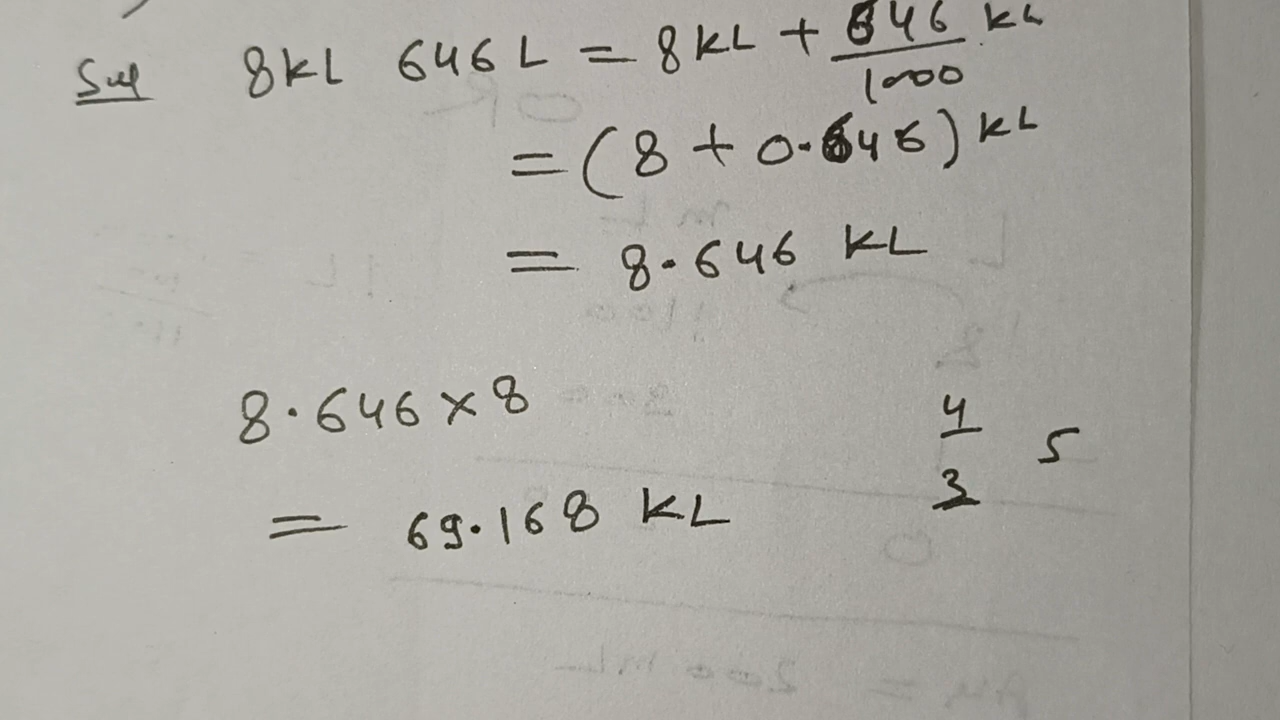 Sol 8KL 646 L = 8KL + 646/1000 KL
= (8 + 0.646) KL
= 8.646 KL
8.646 × 8
= 69.168 KL
4
3
5